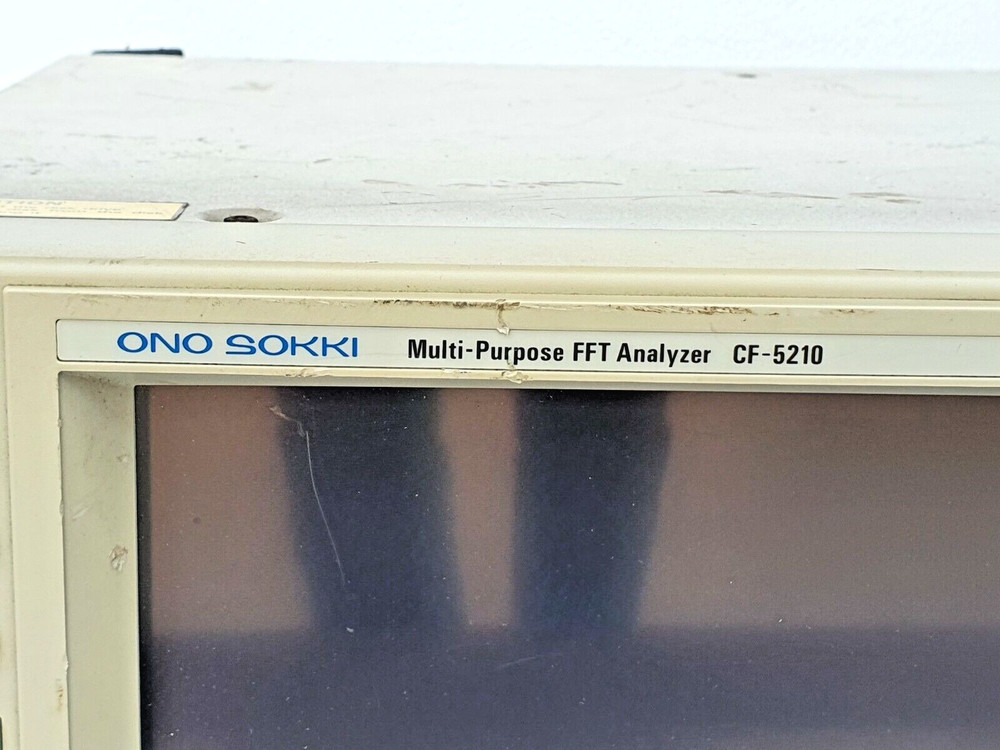 ONO SOKKI Multi-Purpose FFT Analyzer CF-5210